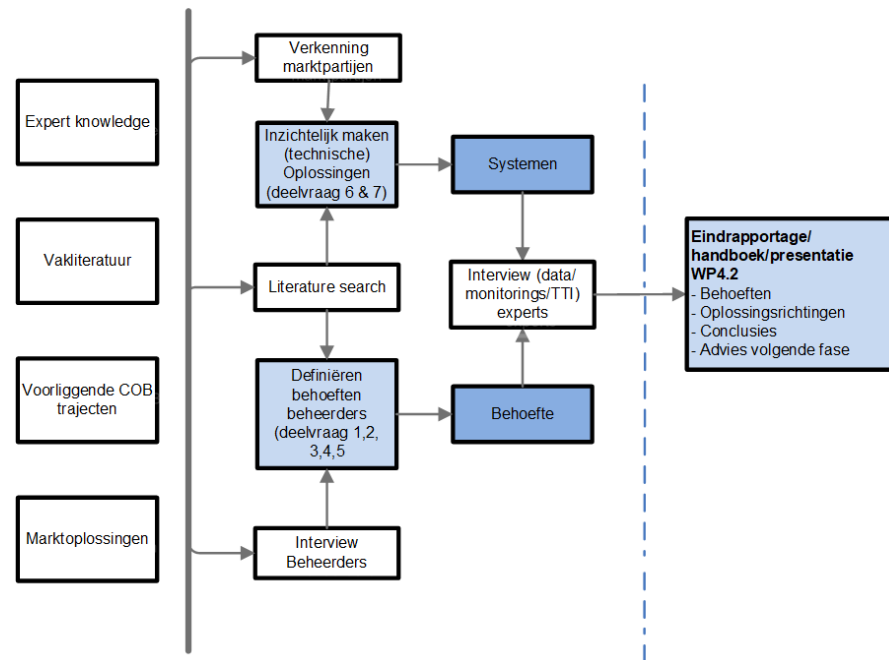 Expert knowledge
Vakliteratuur
Voorliggende COB
trajecten
Marktoplossingen
Verkenning
marktpartijen
Inzichtelijk maken
(technische)
Oplossingen
(deelvraag 6 & 7)
Literature search
Definiëren
behoeften
beheerders
(deelvraag 1,2,
3,4,5
Interview
Beheerders
Systemen
Interview (data/
monitorings/TTI)
experts
Behoefte
Eindrapportage/
handboek/presentatie
WP4.2
- Behoeften
- Oplossingsrichtingen
- Conclusies
- Advies volgende fase